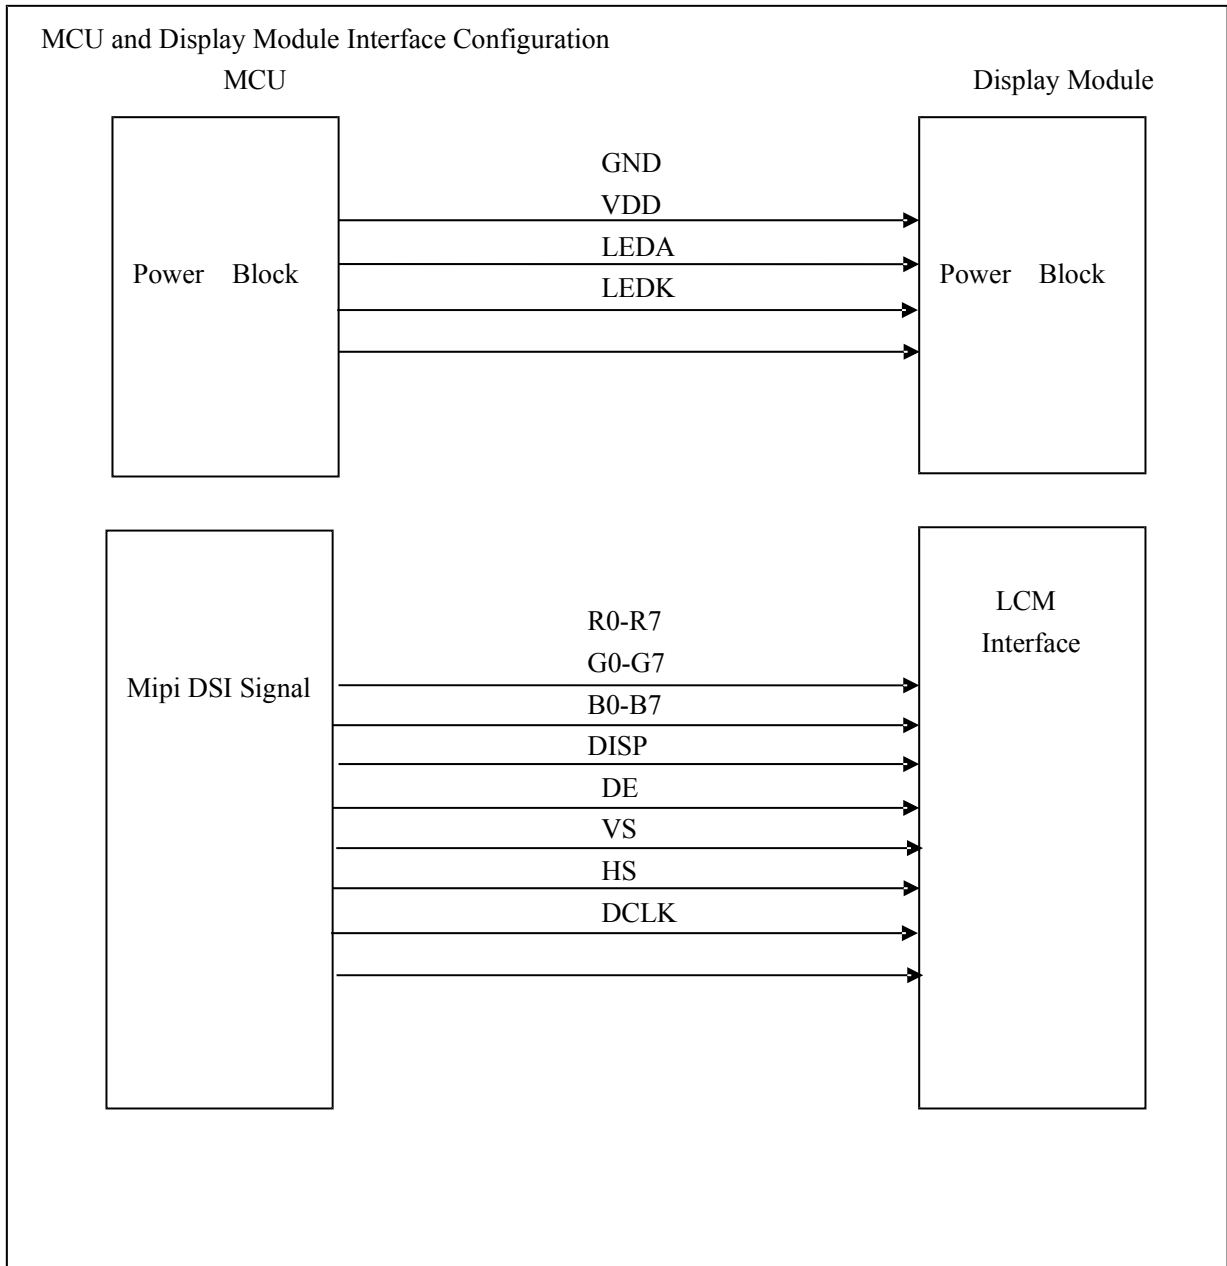 MCU and Display Module Interface Configuration
MCU
Display Module
GND
VDD
LEDA
LEDK
Power Block
Power Block
R0-R7
G0-G7
B0-B7
DISP
DE
VS
HS
DCLK
Mipi DSI Signal
LCM
Interface